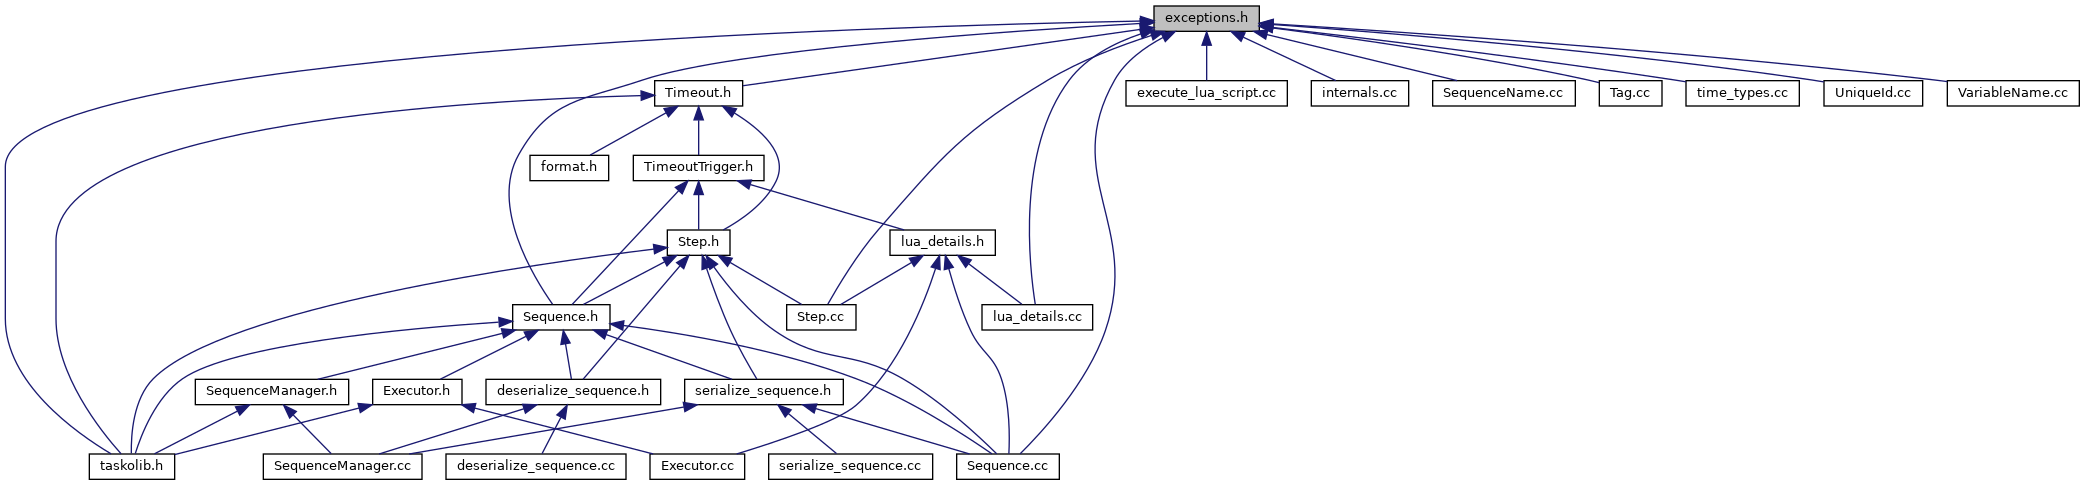 exceptions.h
Timeout.h
execute_lua_script.cc
internals.cc
SequenceName.cc
Tag.cc
time_types.cc
UniqueId.cc
VariableName.cc
format.h
TimeoutTrigger.h
Step.h
lua_details.h
Sequence.h
Step.cc
lua_details.cc
SequenceManager.h
Executor.h
deserialize_sequence.h
serialize_sequence.h
taskolib.h
SequenceManager.cc
deserialize_sequence.cc
Executor.cc
serialize_sequence.cc
Sequence.cc